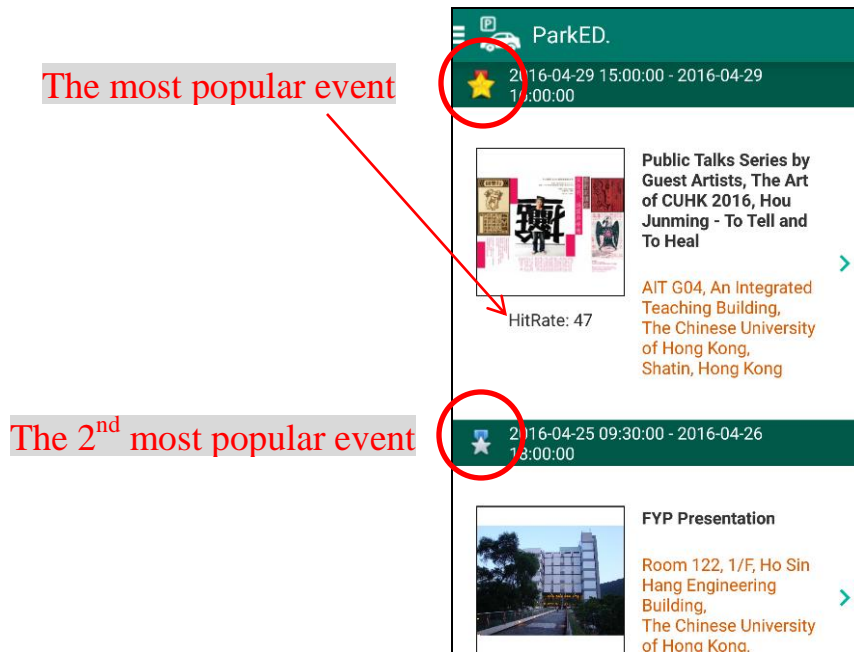 P
ParkED.
The most popular event
2016-04-29 15:00:00 - 2016-04-29
16:00:00
Public Talks Series by
Guest Artists, The Art
of CUHK 2016, Hou
Junming - To Tell and
To Heal
AIT G04, An Integrated
Teaching Building,
The Chinese University
of Hong Kong,
Shatin, Hong Kong
HitRate: 47
The 2nd most popular event
2016-04-25 09:30:00 - 2016-04-26
18:00:00
FYP Presentation
Room 122, 1/F, Ho Sin
Hang Engineering
Building,
The Chinese University
of Hong Kong,